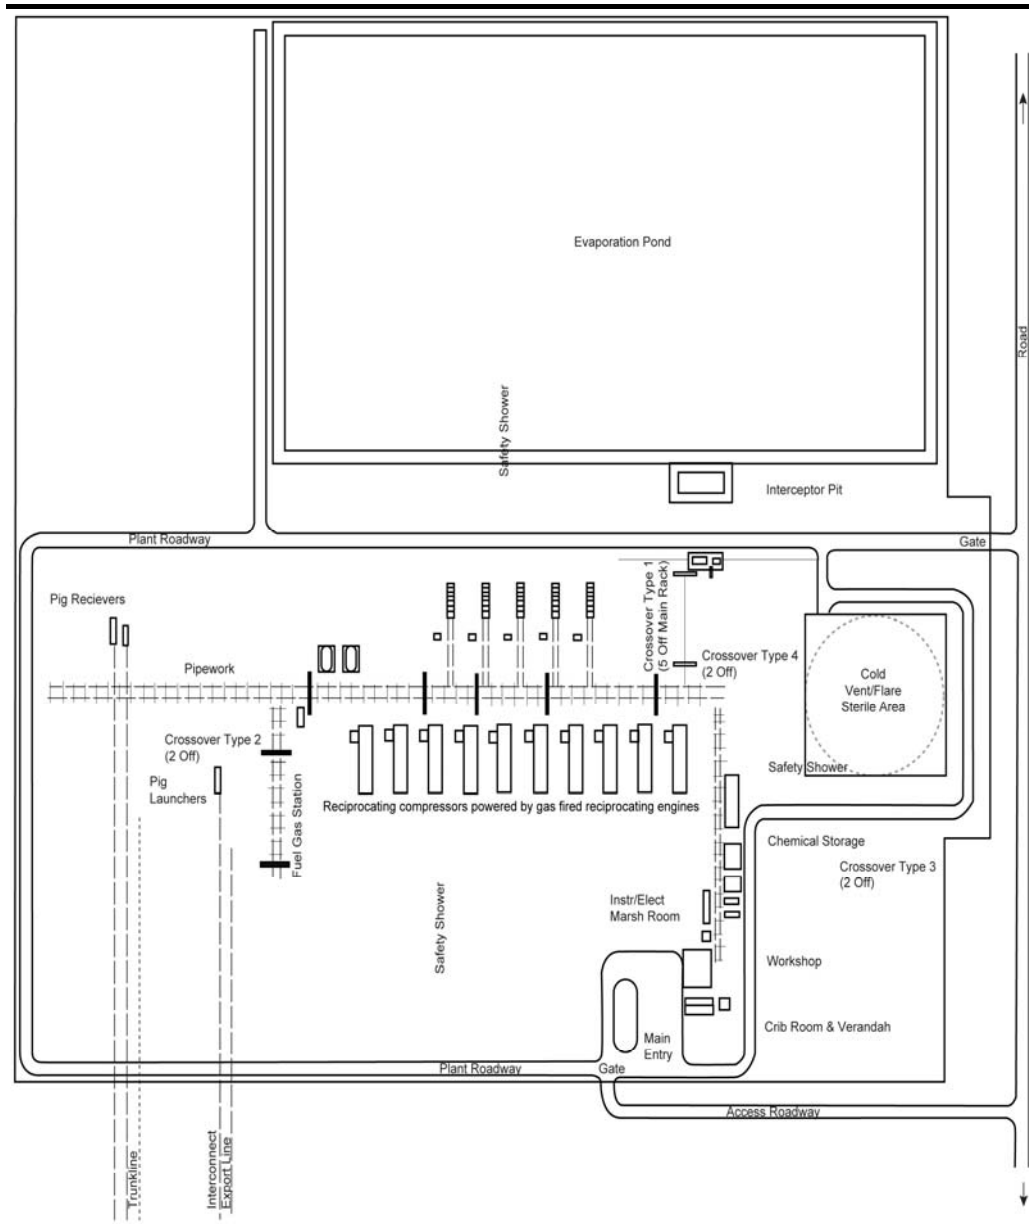 Evaporation Pond
Road
Safety Shower
Interceptor Pit
Plant Roadway
Gate
Pig Recievers
Crossover Type 1
(5 Off Main Rack)
Crossover Type 4
(2 Off)
Pipework
Cold
Vent/Flare
Sterile Area
Crossover Type 2
(2 Off)
Pig
Launchers
Safety Shower
Reciprocating compressors powered by gas fired reciprocating engines
Fuel Gas Station
Chemical Storage
Crossover Type 3
(2 Off)
Instr/Elect
Marsh Room
Safety Shower
Workshop
Crib Room & Verandah
Main
Entry
Plant Roadway
Gate
Access Roadway
Trunkline
Interconnect
Export Line